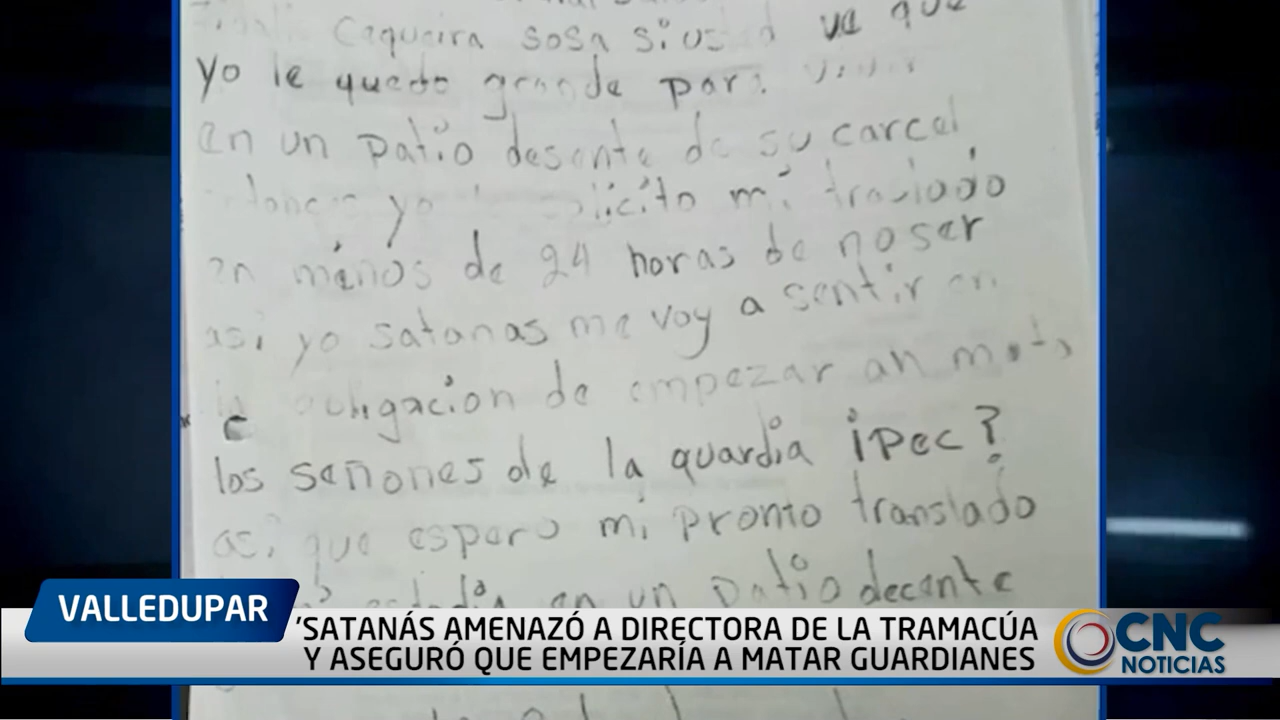 Caqueira sosa si usted ve que
yo le quedo grande para
en un patio desente de su carcel
yo solicito mi traslado
en menos de 24 horas de no ser
asi yo satanas me voy a sentir en
la obligacion de empezar ah
los señones de la guardia ipec?
asi que espero mi pronto translado
en un patio decente
VALLEDUPAR
'SATANÁS AMENAZÓ A DIRECTORA DE LA TRAMACÚA
Y ASEGURÓ QUE EMPEZARÍA A MATAR GUARDIANES
CNC
NOTICIAS